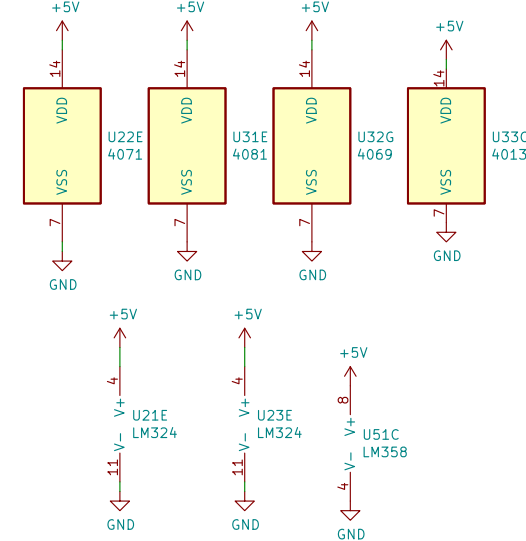 +5V
+5V
+5V
+5V
14
14
14
14
VDD
VDD
VDD
VDD
U22E
4071
U31E
4081
U32G
4069
U33C
4013
VSS
VSS
VSS
VSS
7
7
7
7
GND
GND
GND
GND
+5V
+5V
+5V
4
4
8
V+
V+
V+
U21E
LM324
U23E
LM324
U51C
LM358
V-
V-
V-
11
11
4
GND
GND
GND